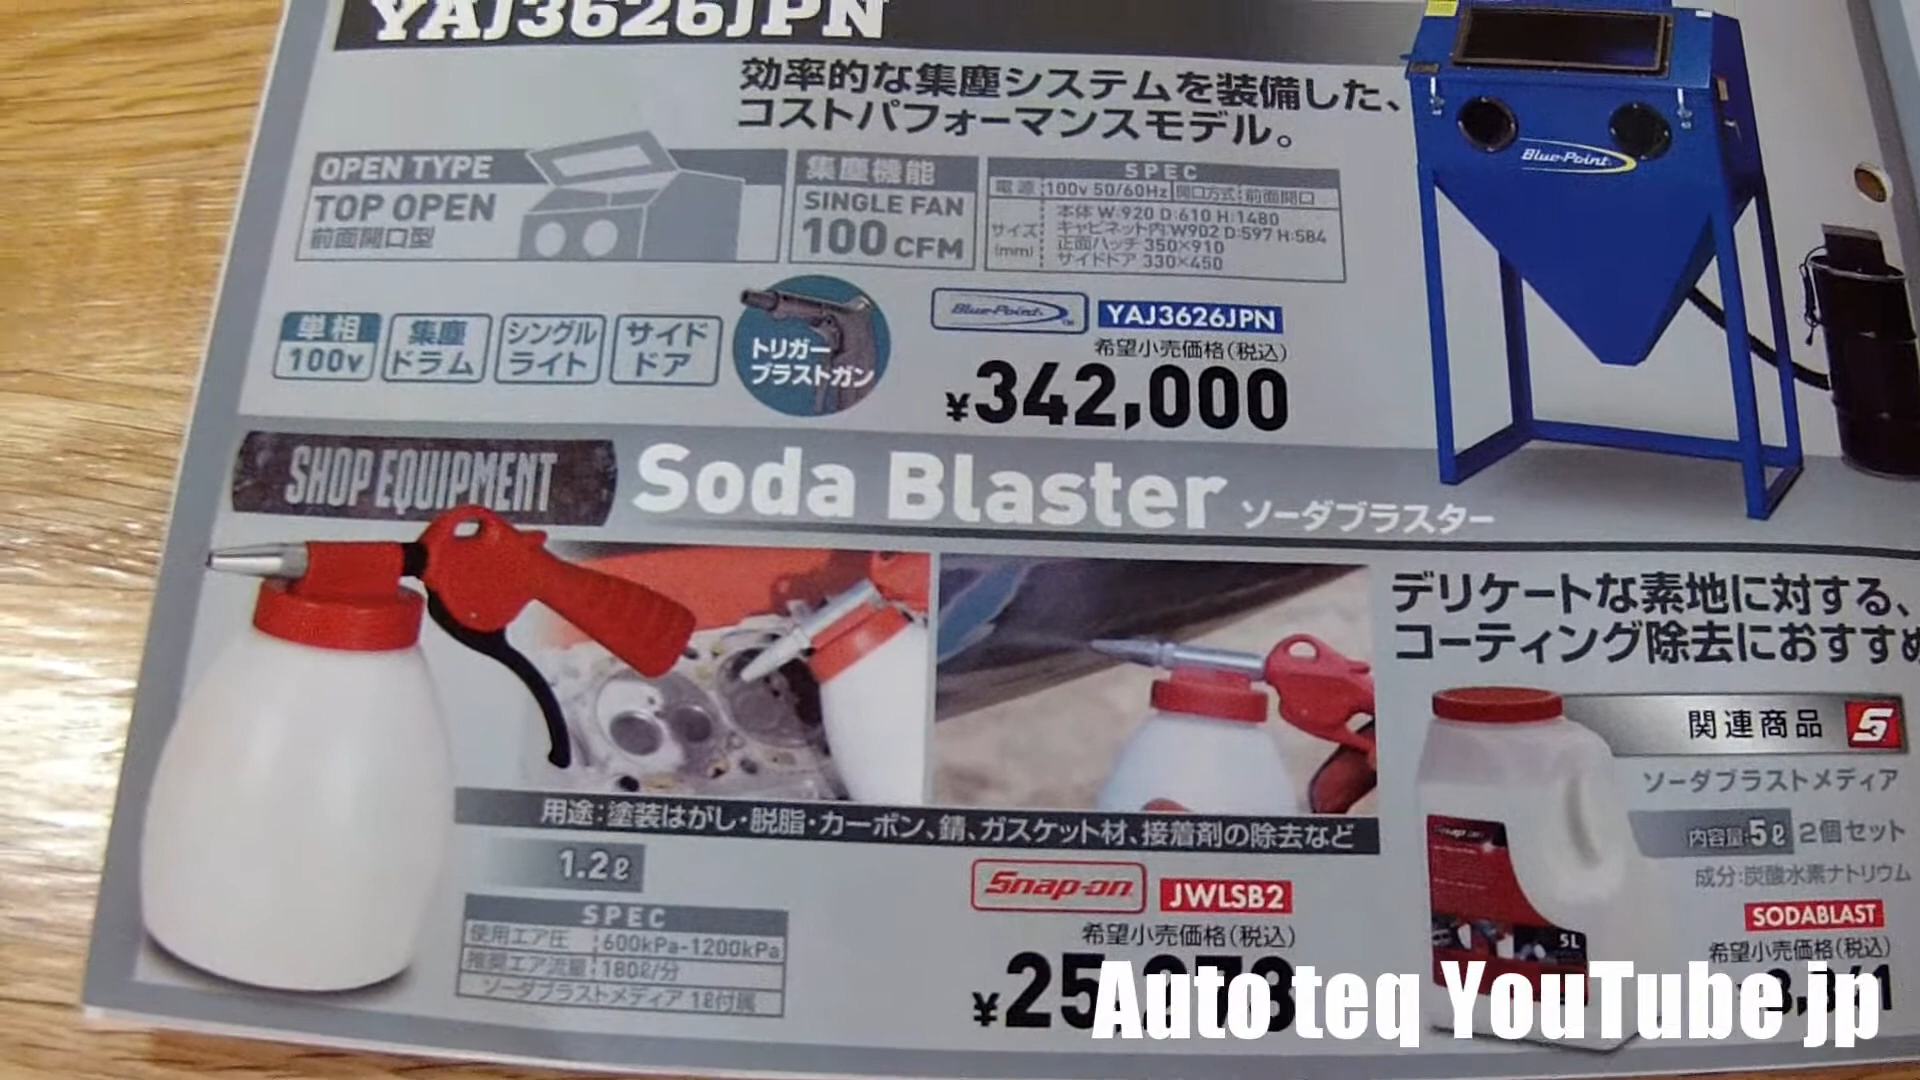 YAJ3626JPN
効率的な集塵システムを装備した、
コストパフォーマンスモデル。
OPEN TYPE
TOP OPEN
前面開口型
集塵機能
SINGLE FAN
100 CFM
SPEC
電源 100v 50/60Hz 開口方式 前面開口
サイズ(mm)
本体 W:920 D:610 H:1480
キャビネット内:W902 D:597 H:584
正面ハッチ 350×910
サイドドア 330×450
Blue-Point
単相
100v
集塵
ドラム
シングル
ライト
サイド
ドア
トリガー
ブラストガン
Blue-Point
YAJ3626JPN
希望小売価格(税込)
¥342,000
SHOP EQUIPMENT
Soda Blaster ソーダブラスター
デリケートな素地に対する、
コーティング除去におすすめ
用途:塗装はがし・脱脂・カーボン、錆、ガスケット材、接着剤の除去など
1.2ℓ
SPEC
使用エア圧 600kPa-1200kPa
推奨エア流量 180ℓ/分
ソーダブラストメディア 1ℓ付属
Snap-on
JWLSB2
希望小売価格(税込)
関連商品
ソーダブラストメディア
内容量:5ℓ 2個セット
成分:炭酸水素ナトリウム
Snap-on
5L
SODABLAST
希望小売価格(税込)
Auto teq YouTube jp